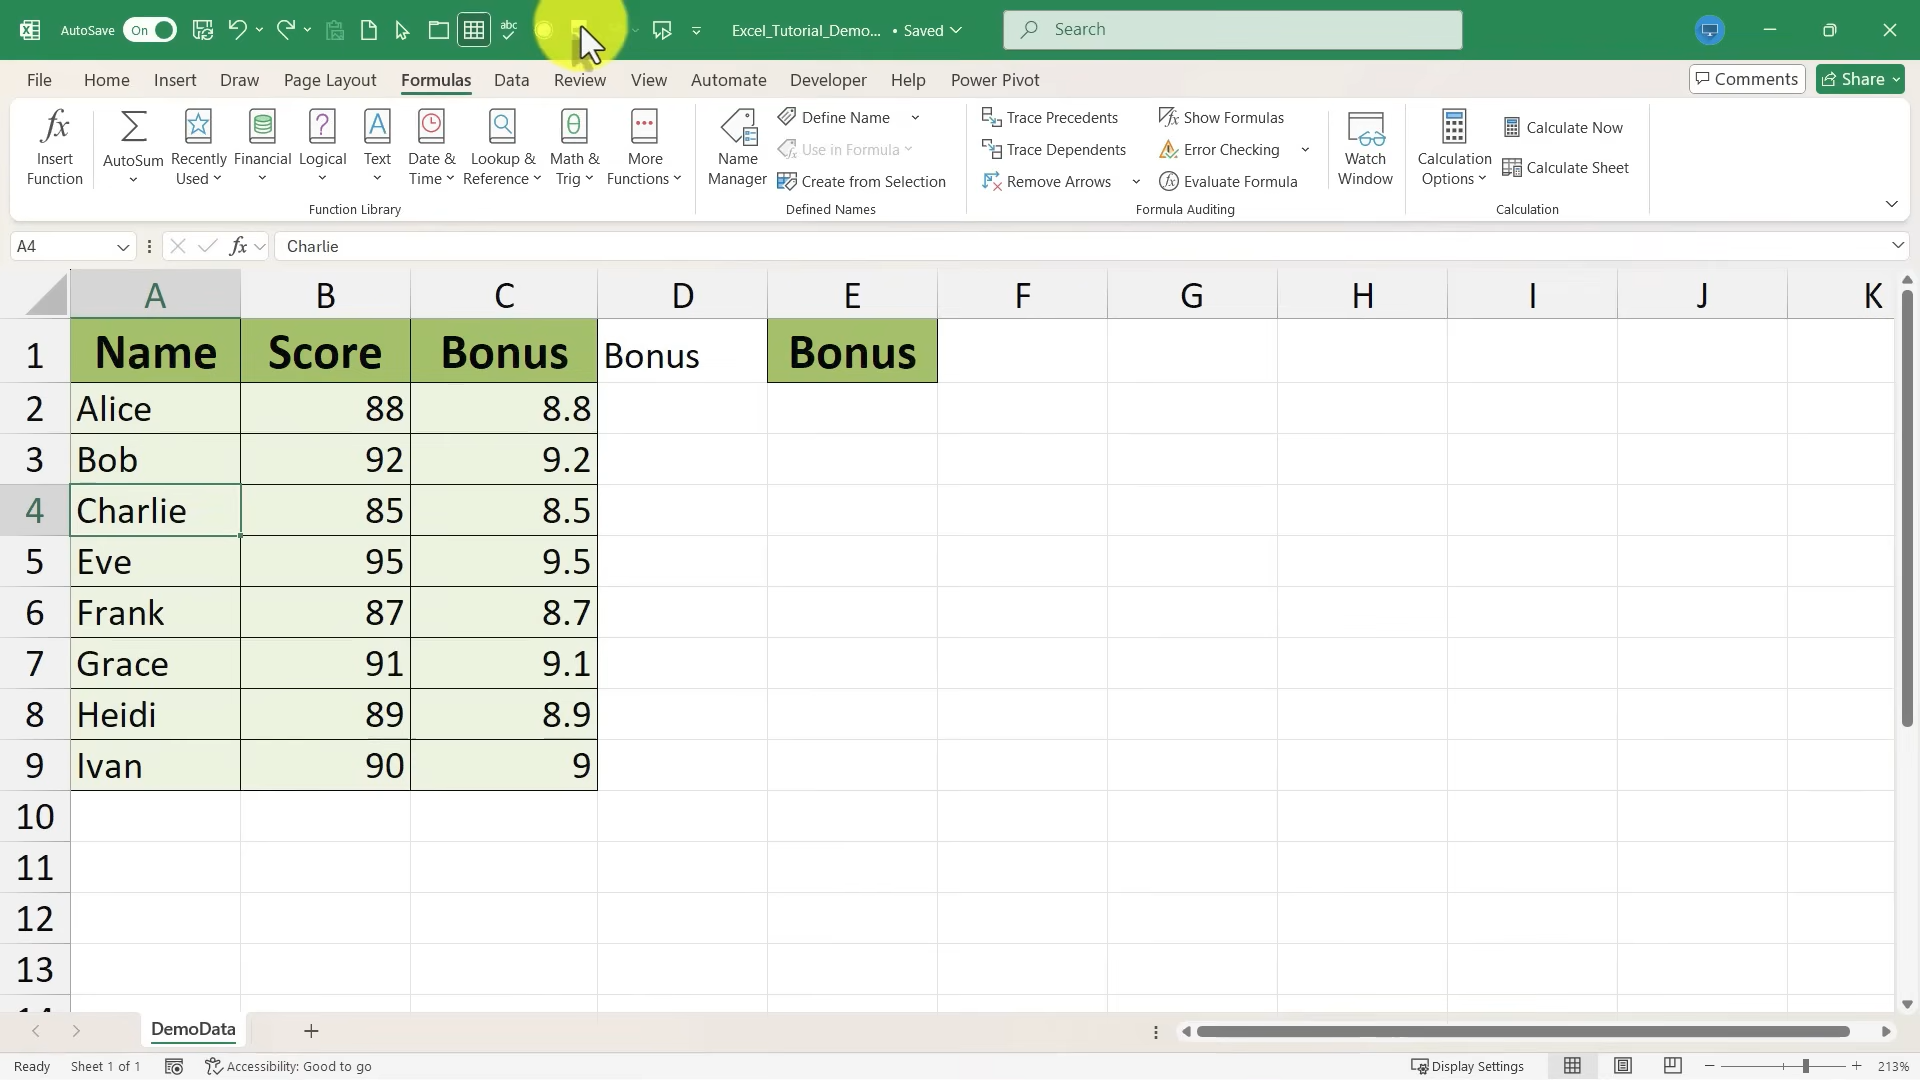 AutoSave On abc Excel_Tutorial_Demo... • Saved Search
File Home Insert Draw Page Layout Formulas Data Review View Automate Developer Help Power Pivot Comments Share
fx Insert Function
AutoSum
Recently Used
Financial
Logical
Text
Date & Time
Lookup & Reference
Math & Trig
More Functions
Function Library
Name Manager
Define Name
Use in Formula
Create from Selection
Defined Names
Trace Precedents
Trace Dependents
Remove Arrows
Show Formulas
Error Checking
Evaluate Formula
Formula Auditing
Watch Window
Calculation Options
Calculate Now
Calculate Sheet
Calculation
A4 fx Charlie
A B C D E F G H I J K
1 Name Score Bonus Bonus Bonus
2 Alice 88 8.8
3 Bob 92 9.2
4 Charlie 85 8.5
5 Eve 95 9.5
6 Frank 87 8.7
7 Grace 91 9.1
8 Heidi 89 8.9
9 Ivan 90 9
10
11
12
13
DemoData
Ready Sheet 1 of 1 Accessibility: Good to go Display Settings 213%